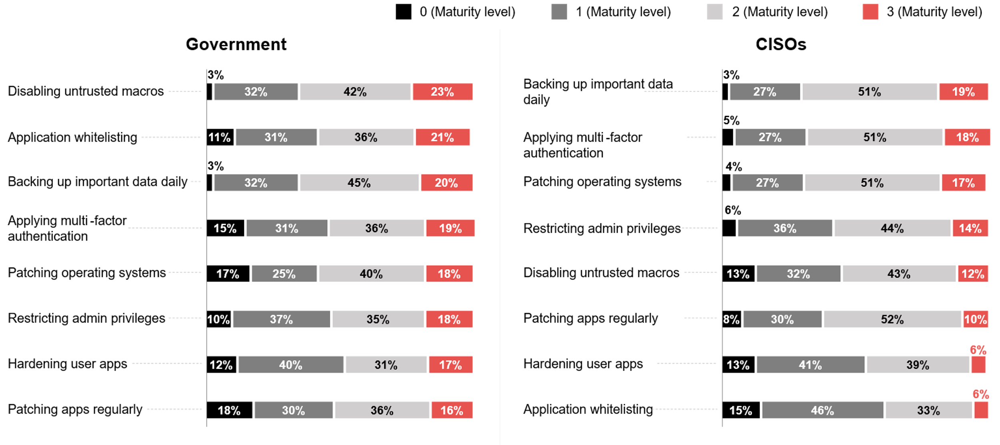 0 (Maturity level) 1 (Maturity level) 2 (Maturity level) 3 (Maturity level)
Government
3%
Disabling untrusted macros 32% 42% 23%
Application whitelisting 11% 31% 36% 21%
3%
Backing up important data daily 32% 45% 20%
Applying multi-factor
authentication
15% 31% 36% 19%
Patching operating systems 17% 25% 40% 18%
Restricting admin privileges 10% 37% 35% 18%
Hardening user apps 12% 40% 31% 17%
Patching apps regularly 18% 30% 36% 16%
CISOs
3%
Backing up important data
daily
27% 51% 19%
5%
Applying multi-factor
authentication
27% 51% 18%
4%
Patching operating systems 27% 51% 17%
6%
Restricting admin privileges 36% 44% 14%
Disabling untrusted macros 13% 32% 43% 12%
Patching apps regularly 8% 30% 52% 10%
6%
Hardening user apps 13% 41% 39%
6%
Application whitelisting 15% 46% 33%